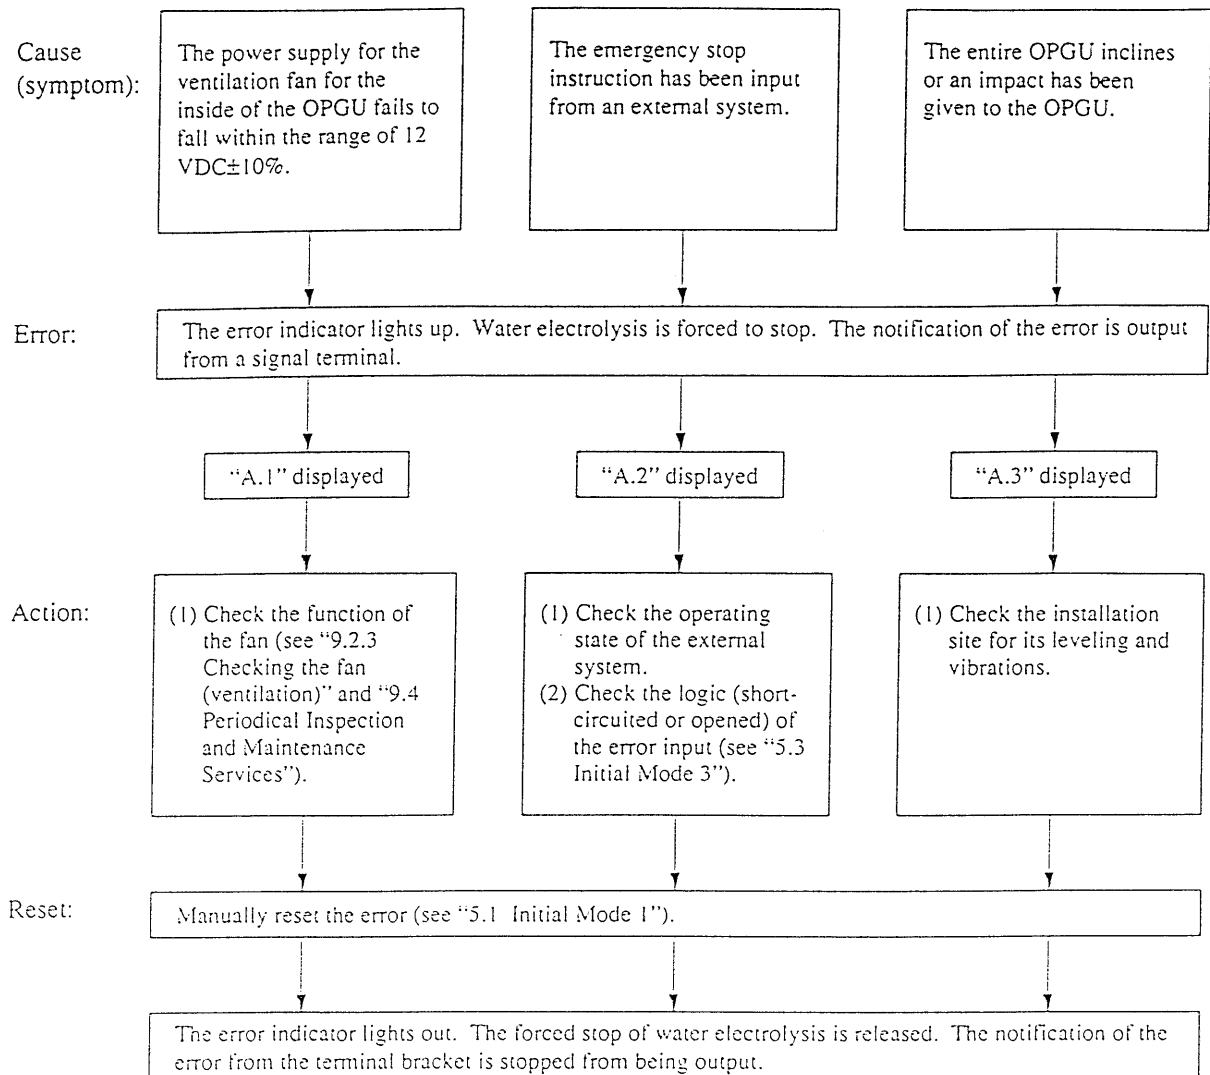 Cause
(symptom):
The power supply for the
ventilation fan for the
inside of the OPGU fails to
fall within the range of 12
VDC±10%.
The emergency stop
instruction has been input
from an external system.
The entire OPGU inclines
or an impact has been
given to the OPGU.
Error:
The error indicator lights up. Water electrolysis is forced to stop. The notification of the error is output
from a signal terminal.
“A.1” displayed
“A.2” displayed
“A.3” displayed
Action:
(1) Check the function of
the fan (see “9.2.3
Checking the fan
(ventilation)” and “9.4
Periodical Inspection
and Maintenance
Services”).
(1) Check the operating
state of the external
system.
(2) Check the logic (short-
circuited or opened) of
the error input (see “5.3
Initial Mode 3”).
(1) Check the installation
site for its leveling and
vibrations.
Reset:
Manually reset the error (see “5.1 Initial Mode 1”).
The error indicator lights out. The forced stop of water electrolysis is released. The notification of the
error from the terminal bracket is stopped from being output.